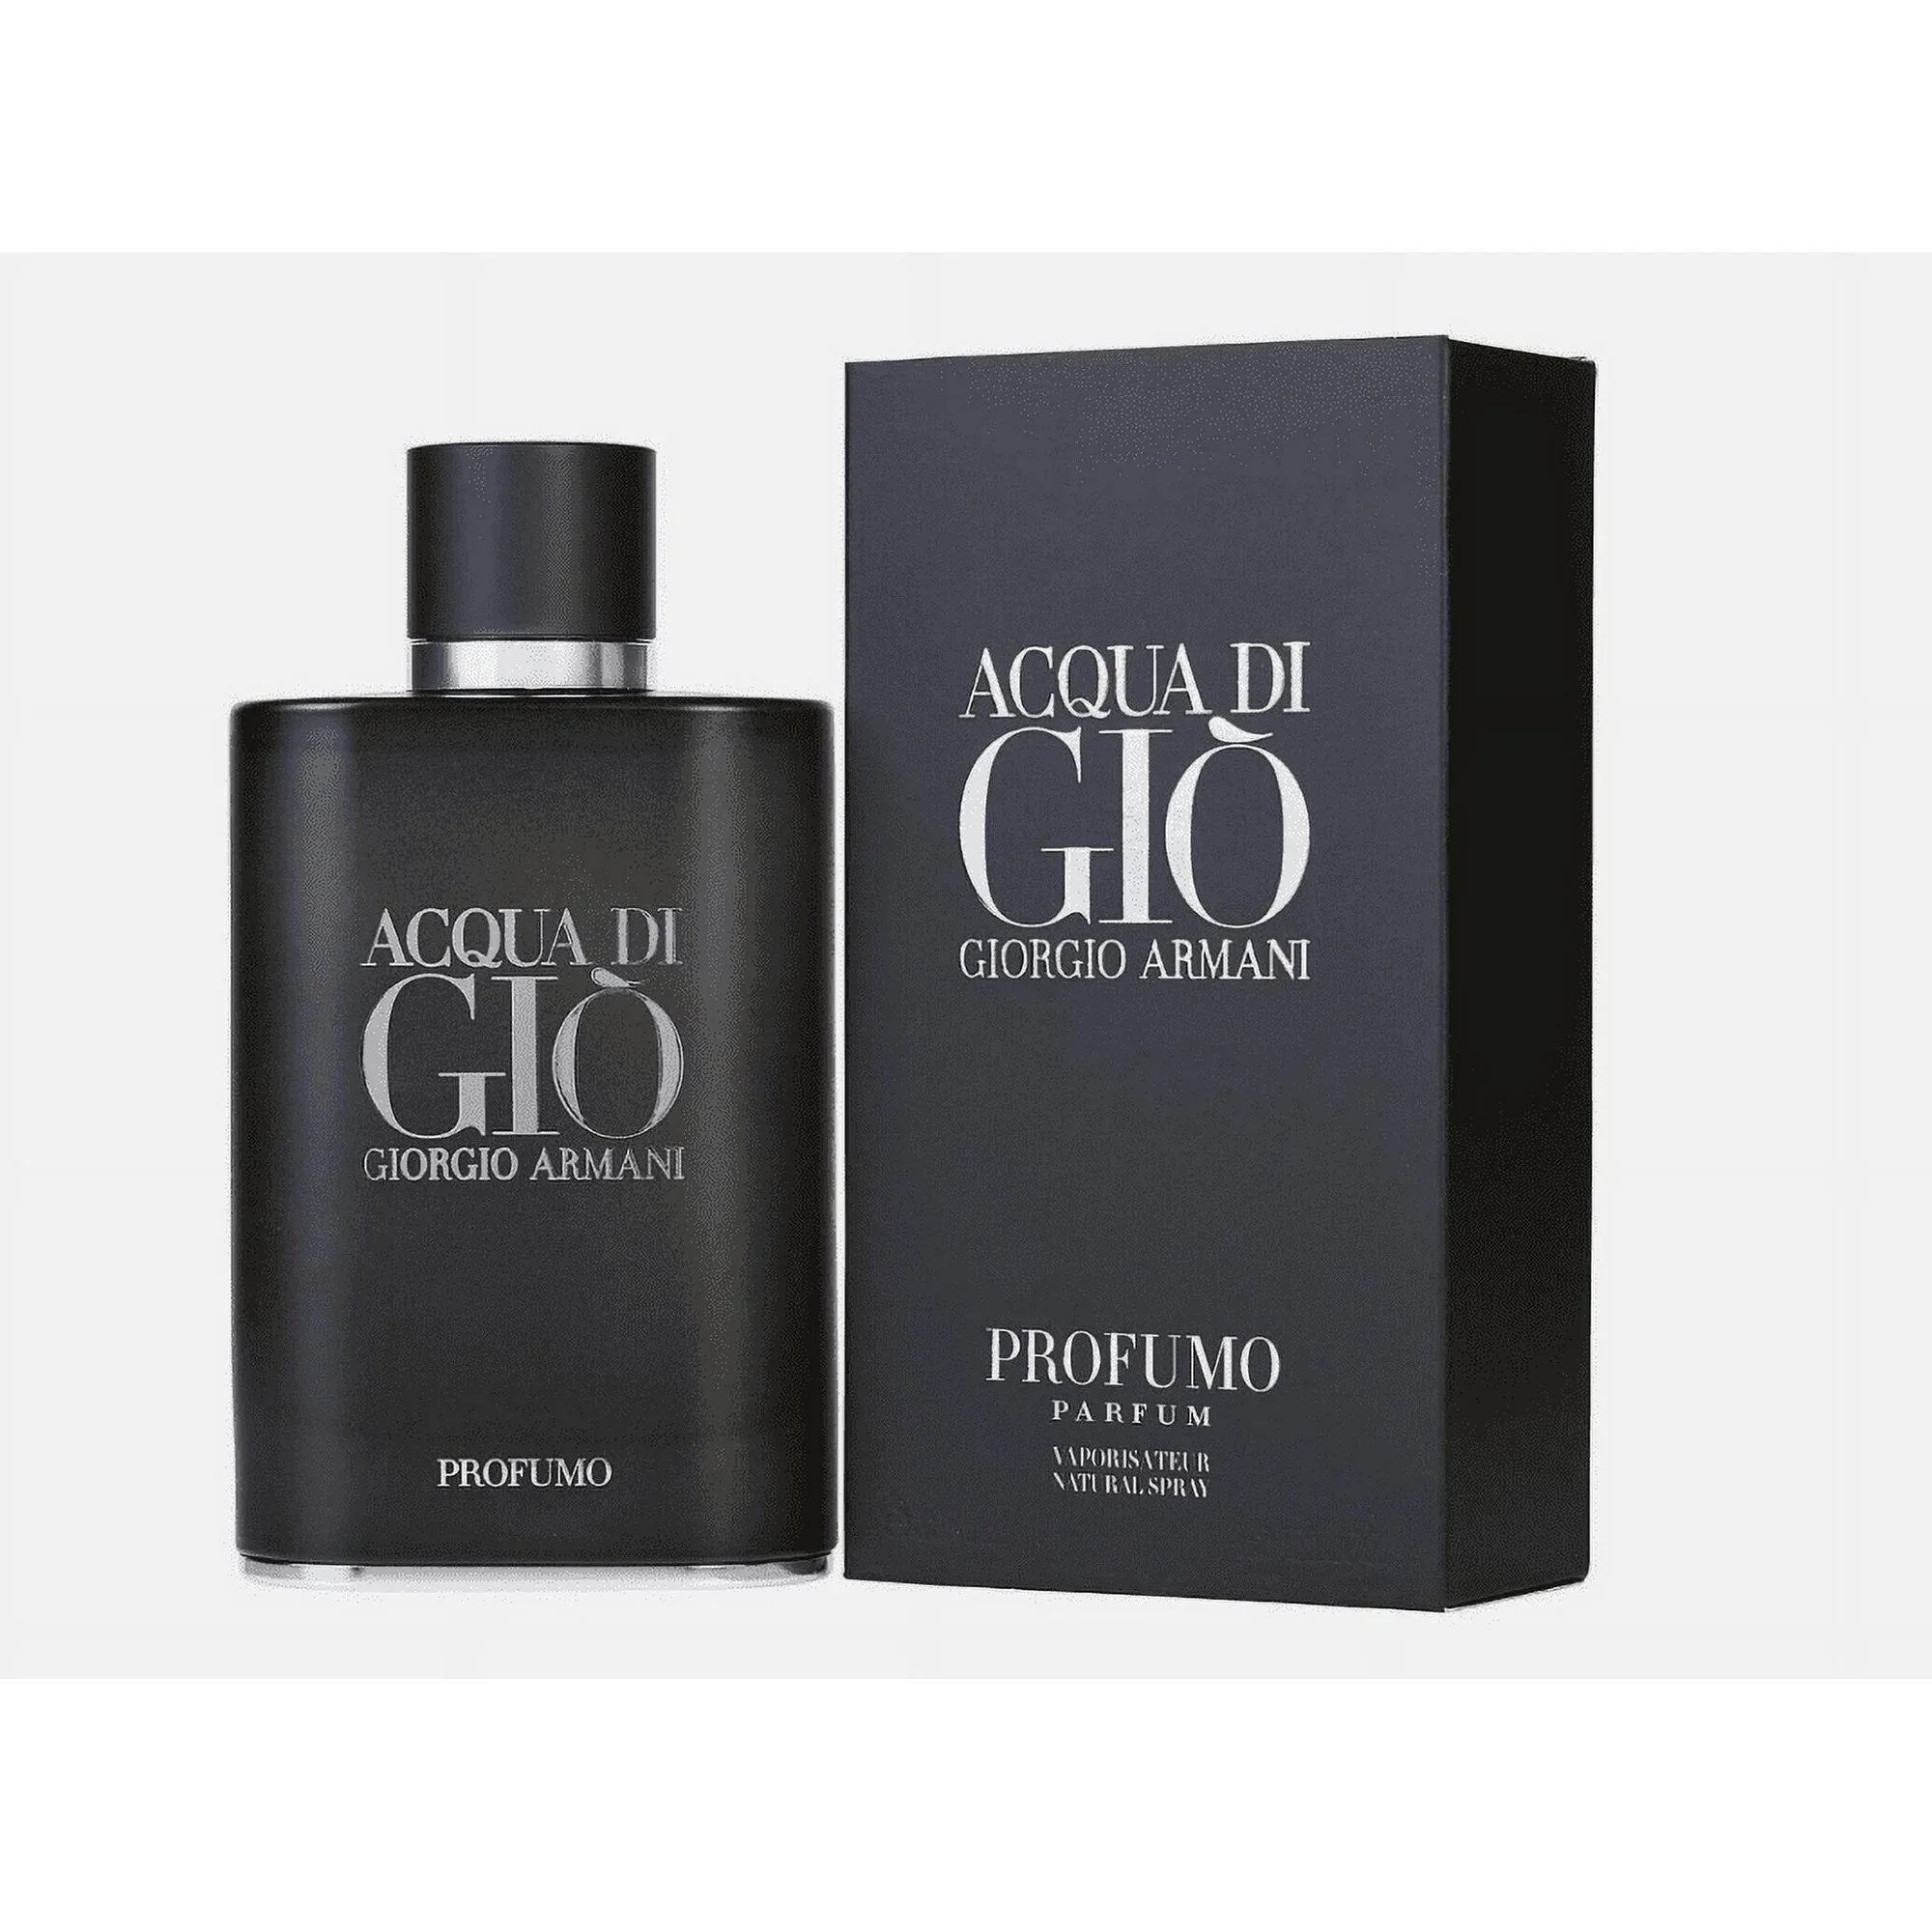 ACQUA DI
GIÒ
GIORGIO ARMANI
PROFUMO
ACQUA DI
GIÒ
GIORGIO ARMANI
PROFUMO
PARFUM
VAPORISATEUR
NATURAL SPRAY